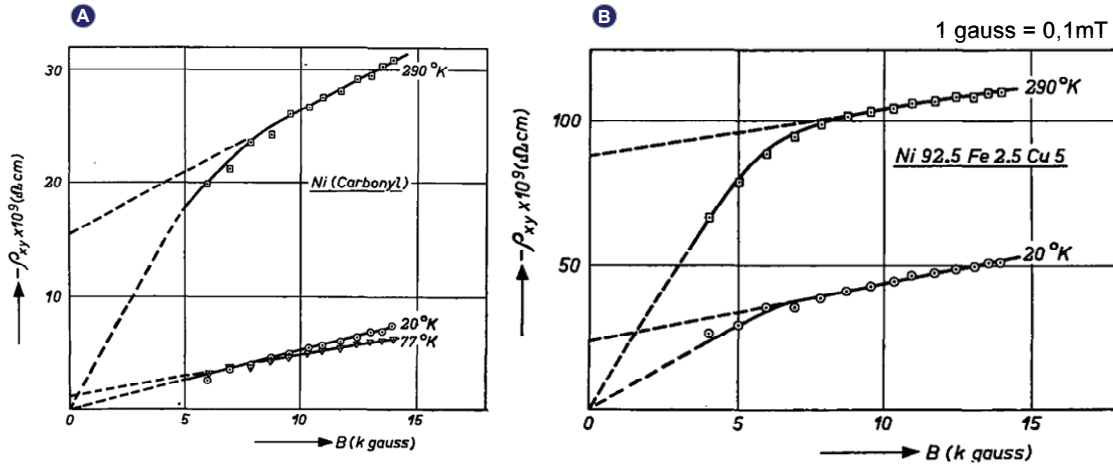 A
B
1 gauss = 0,1mT
30
20
10
0
5
10
15
290°K
Ni (Carbonyl)
20°K
77°K
-ρxy x10⁹(Ωcm)
B (k gauss)
100
50
0
5
10
15
290°K
Ni 92.5 Fe 2.5 Cu 5
20°K
-ρxy x10⁹(Ωcm)
B (k gauss)